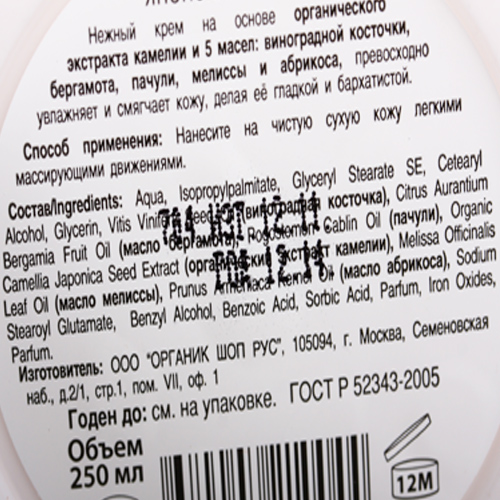 Нежный крем на основе органического
экстракта камелии и 5 масел: виноградной косточки,
бергамота, пачули, мелиссы и абрикоса, превосходно
увлажняет и смягчает кожу, делая её гладкой и бархатистой.
Способ применения: Нанесите на чистую сухую кожу легкими
массирующими движениями.
Состав/Ingredients: Aqua, Isopropylpalmitate, Glyceryl Stearate SE, Cetearyl
Alcohol, Glycerin, Vitis Vinifera Seed (виноградная косточка), Citrus Aurantium
Bergamia Fruit Oil (масло бергамота), Pogostemon Cablin Oil (пачули), Organic
Camellia Japonica Seed Extract (органический экстракт камелии), Melissa Officinalis
Leaf Oil (масло мелиссы), Prunus Armeniaca Kernel Oil (масло абрикоса), Sodium
Stearoyl Glutamate, Benzyl Alcohol, Benzoic Acid, Sorbic Acid, Parfum, Iron Oxides,
Parfum.
Изготовитель: ООО "ОРГАНИК ШОП РУС", 105094, г. Москва, Семеновская
наб., д.2/1, стр.1, пом. VII, оф. 1
Годен до: см. на упаковке. ГОСТ Р 52343-2005
Объем
250 мл
12M